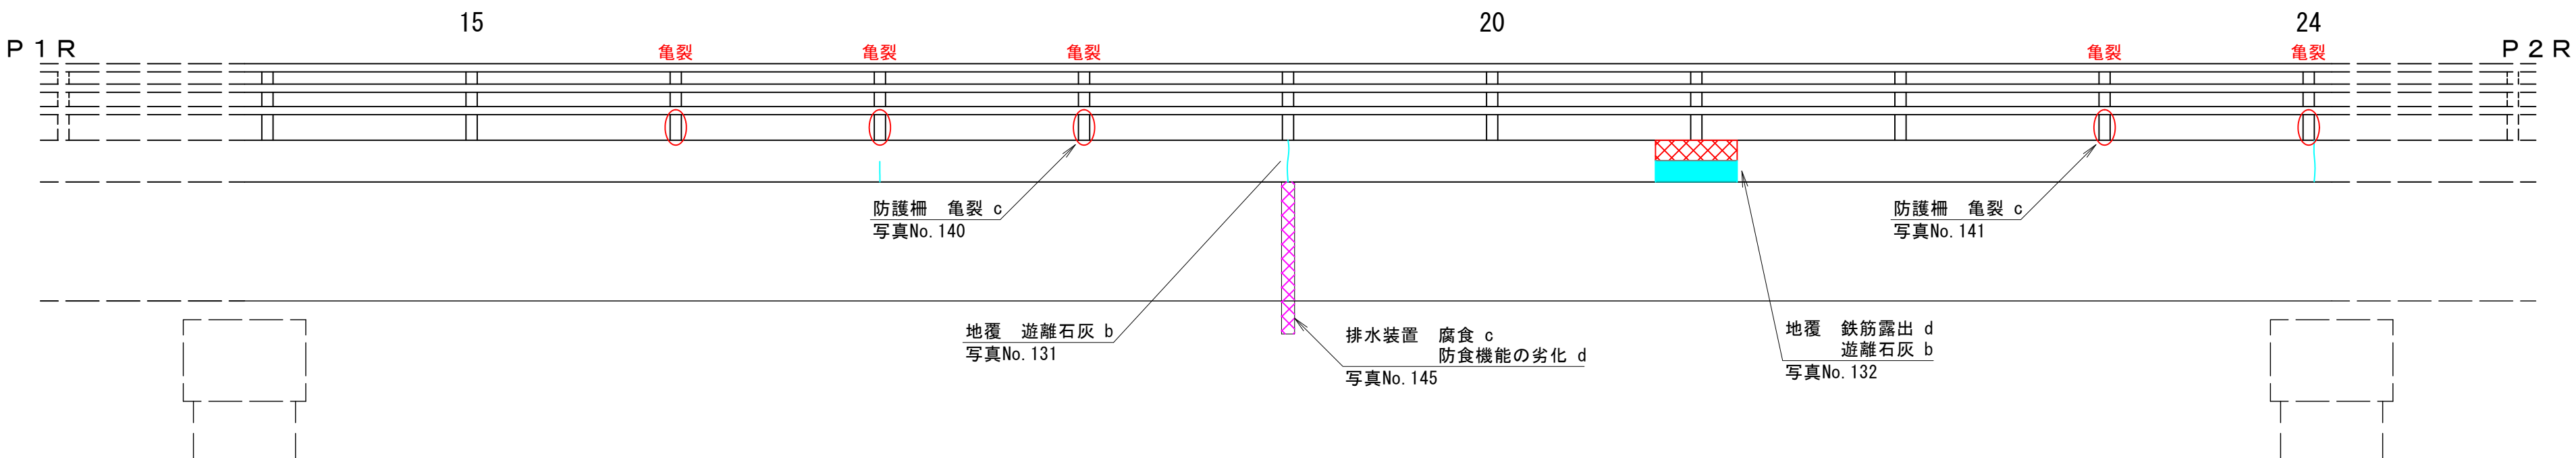 15 20 24
P1R P2R
亀裂 亀裂 亀裂 亀裂 亀裂
防護柵 亀裂 c
写真No.140
防護柵 亀裂 c
写真No.141
地覆 遊離石灰 b
写真No.131
排水装置 腐食 c
防食機能の劣化 d
写真No.145
地覆 鉄筋露出 d
遊離石灰 b
写真No.132